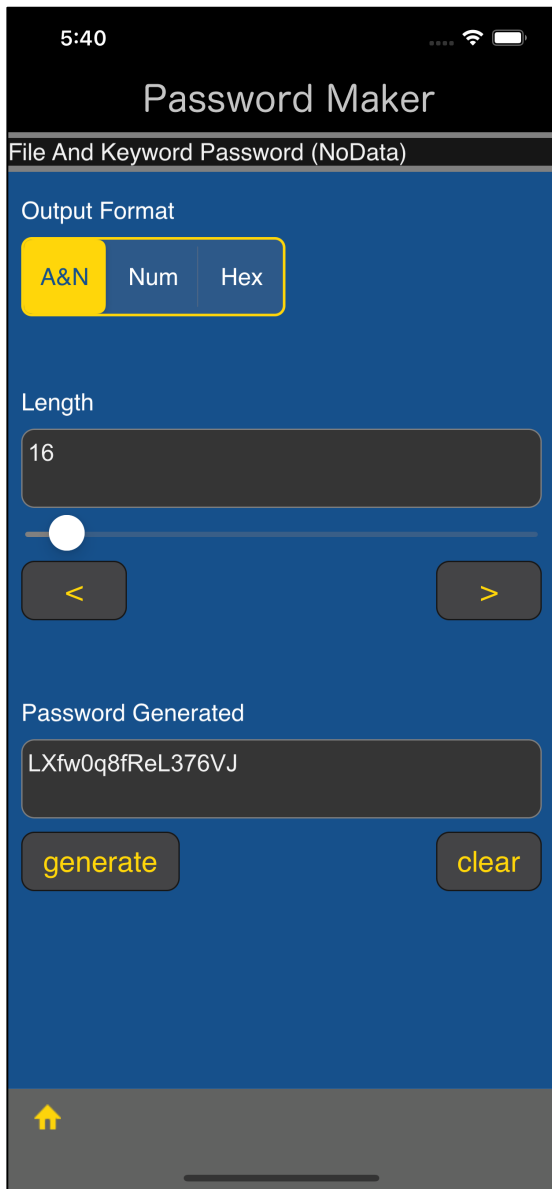 5:40
Password Maker
File And Keyword Password (NoData)
Output Format
A&N Num Hex
Length
16
< >
Password Generated
LXfw0q8fReL376VJ
generate clear